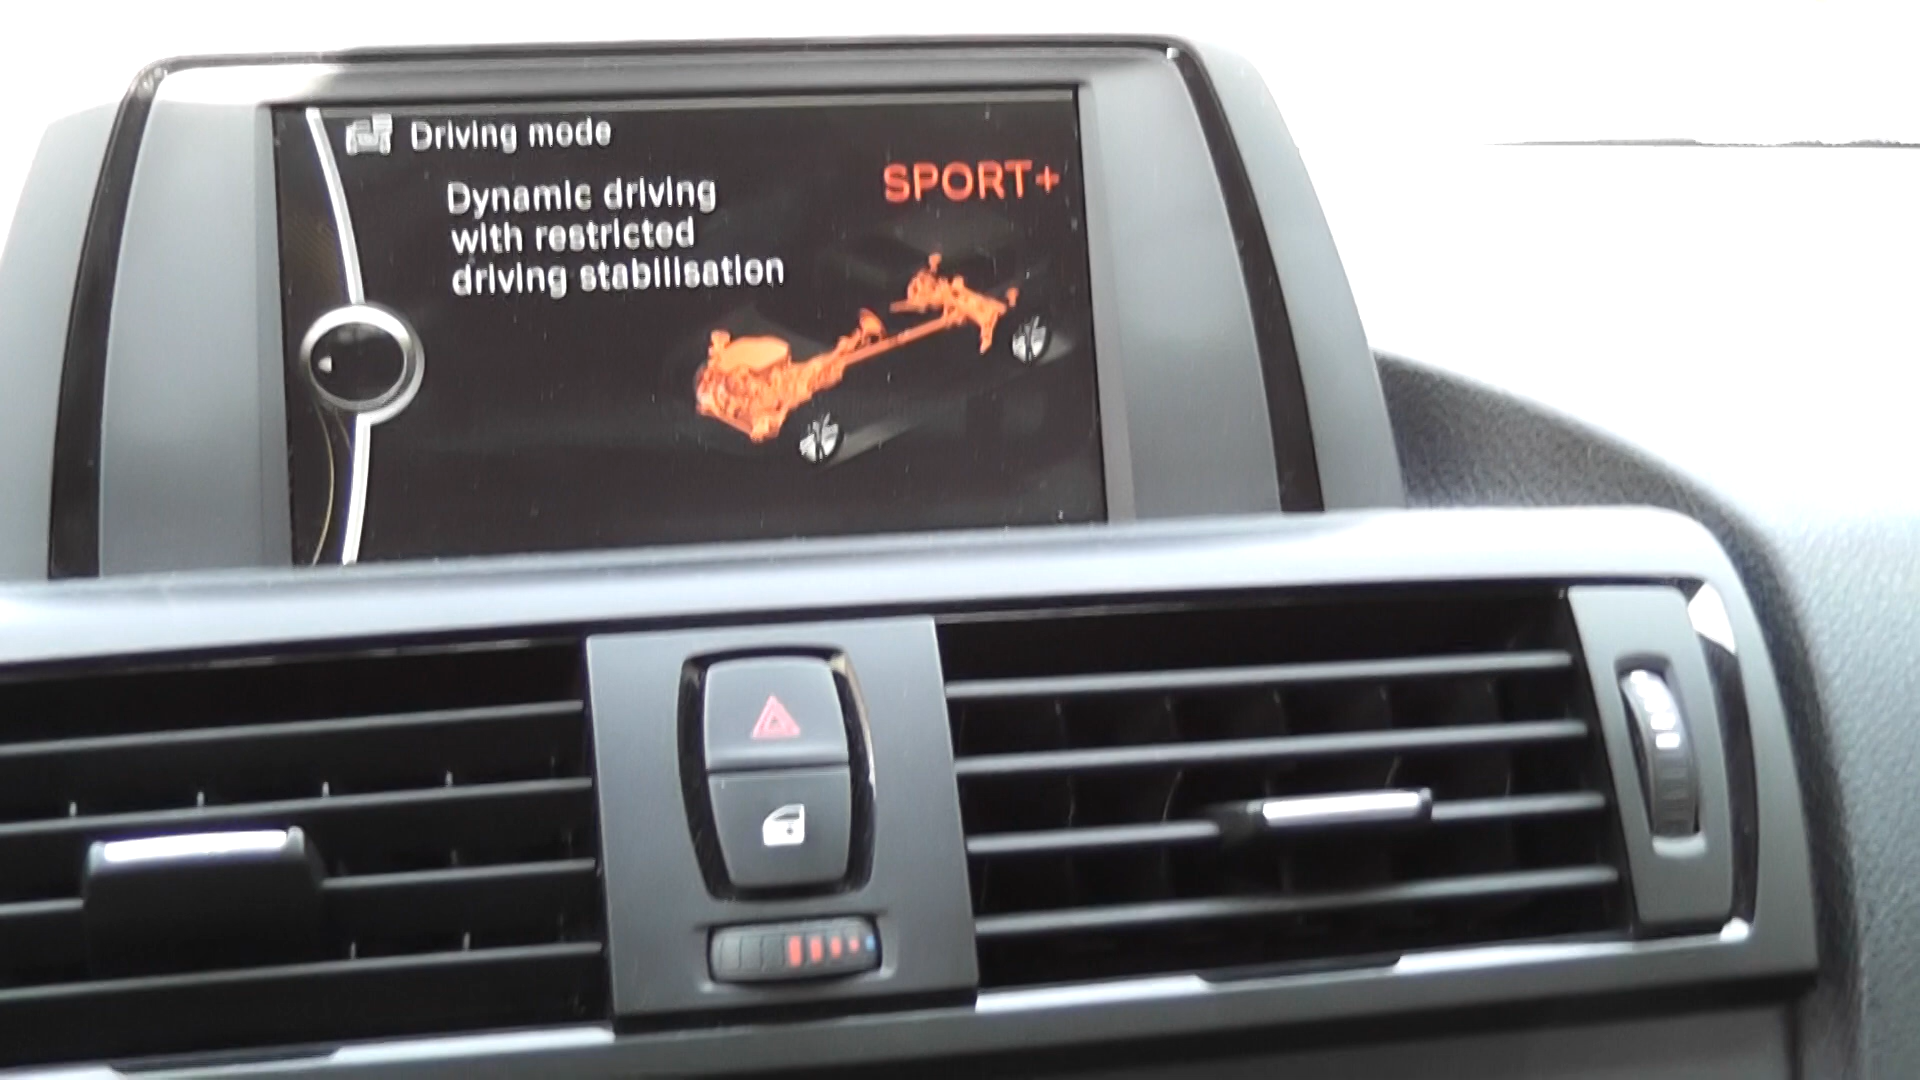 Driving mode
SPORT+
Dynamic driving
with restricted
driving stabilisation